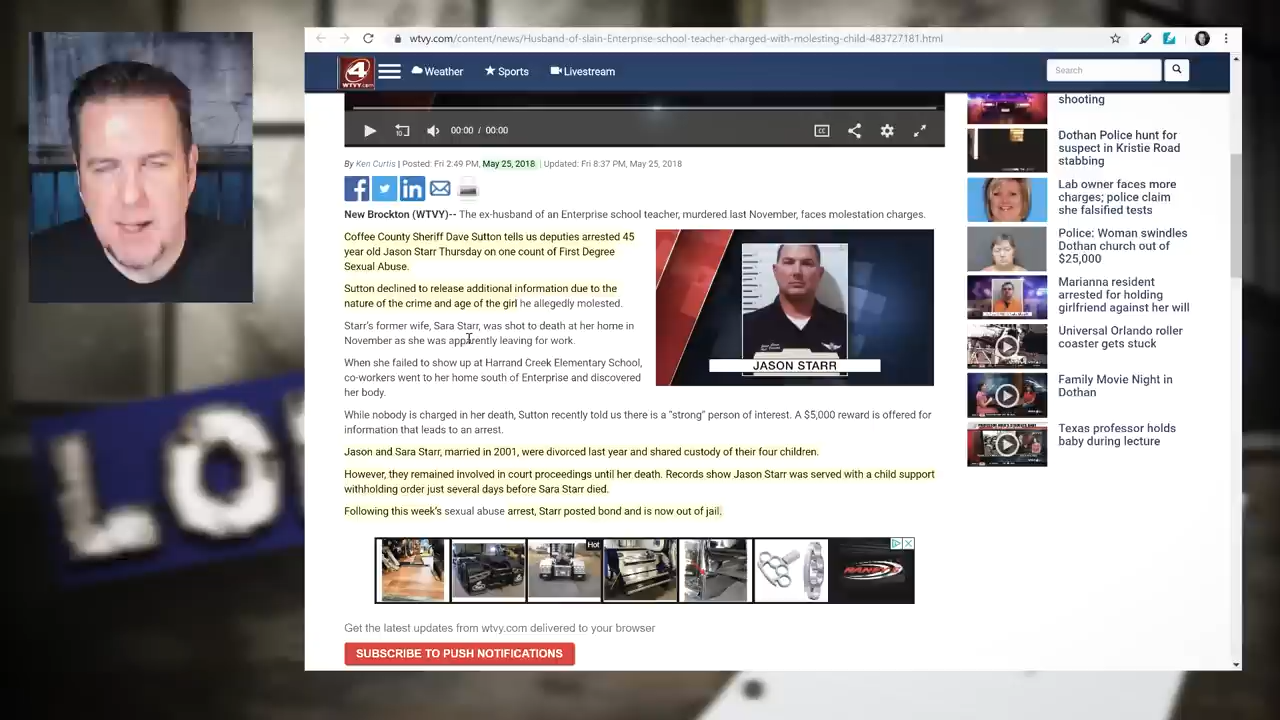 wtvy.com/content/news/Husband-of-slain-Enterprise-school-teacher-charged-with-molesting-child-483727181.html
4
WTVY.com
Weather
Sports
Livestream
Search
10
00:00 / 00:00
CC
By Ken Curtis | Posted: Fri 2:49 PM, May 25, 2018 | Updated: Fri 8:37 PM, May 25, 2018
New Brockton (WTVY)-- The ex-husband of an Enterprise school teacher, murdered last November, faces molestation charges.
Coffee County Sheriff Dave Sutton tells us deputies arrested 45
year old Jason Starr Thursday on one count of First Degree
Sexual Abuse.
Sutton declined to release additional information due to the
nature of the crime and age of the girl he allegedly molested.
Starr's former wife, Sara Starr, was shot to death at her home in
November as she was apparently leaving for work.
When she failed to show up at Harrand Creek Elementary School,
co-workers went to her home south of Enterprise and discovered
her body.
JASON STARR
While nobody is charged in her death, Sutton recently told us there is a "strong" person of interest. A $5,000 reward is offered for
information that leads to an arrest.
Jason and Sara Starr, married in 2001, were divorced last year and shared custody of their four children.
However, they remained involved in court proceedings until her death. Records show Jason Starr was served with a child support
withholding order just several days before Sara Starr died.
Following this week's sexual abuse arrest, Starr posted bond and is now out of jail.
Hot
Get the latest updates from wtvy.com delivered to your browser
SUBSCRIBE TO PUSH NOTIFICATIONS
shooting
Dothan Police hunt for
suspect in Kristie Road
stabbing
Lab owner faces more
charges; police claim
she falsified tests
Police: Woman swindles
Dothan church out of
$25,000
Marianna resident
arrested for holding
girlfriend against her will
Universal Orlando roller
coaster gets stuck
Family Movie Night in
Dothan
Texas professor holds
baby during lecture
LO